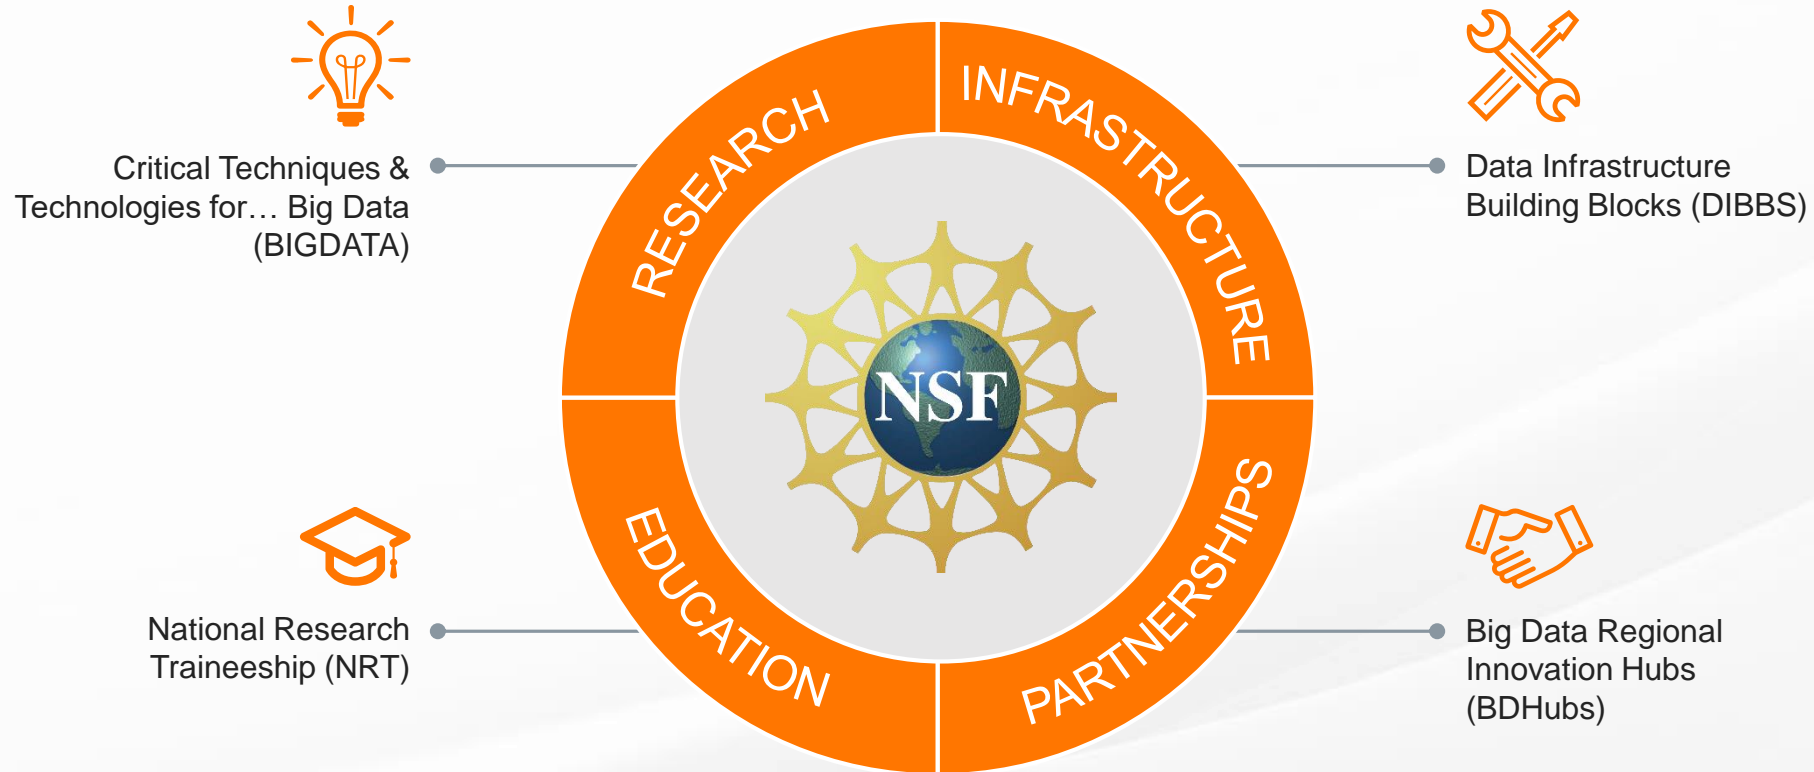 Critical Techniques &
Technologies for… Big Data
(BIGDATA)
RESEARCH
INFRASTRUCTURE
Data Infrastructure
Building Blocks (DIBBS)
NSF
National Research
Traineeship (NRT)
EDUCATION
PARTNERSHIPS
Big Data Regional
Innovation Hubs
(BDHubs)